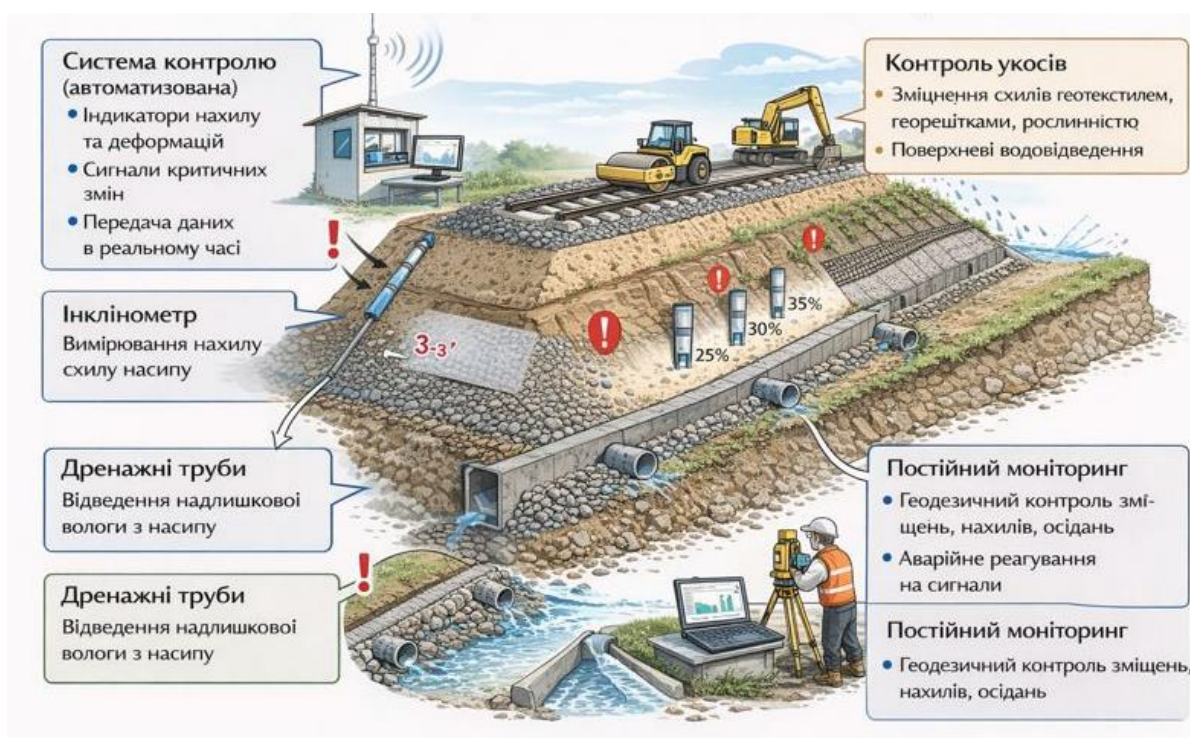 Система контролю
(автоматизована)
• Індикатори нахилу
та деформацій
• Сигнали критичних
змін
• Передача даних
в реальному часі
Контроль укосів
• Зміцнення схилів геотекстилем,
георешітками, рослинністю
• Поверхневі водовідведення
Інклінометр
Вимірювання нахилу
схилу насипу
3-3'
25%
30%
35%
Дренажні труби
Відведення надлишкової
вологи з насипу
Постійний моніторинг
• Геодезичний контроль змі-
щень, нахилів, осідань
• Аварійне реагування
на сигнали
Дренажні труби
Відведення надлишкової
вологи з насипу
Постійний моніторинг
• Геодезичний контроль зміщень,
нахилів, осідань